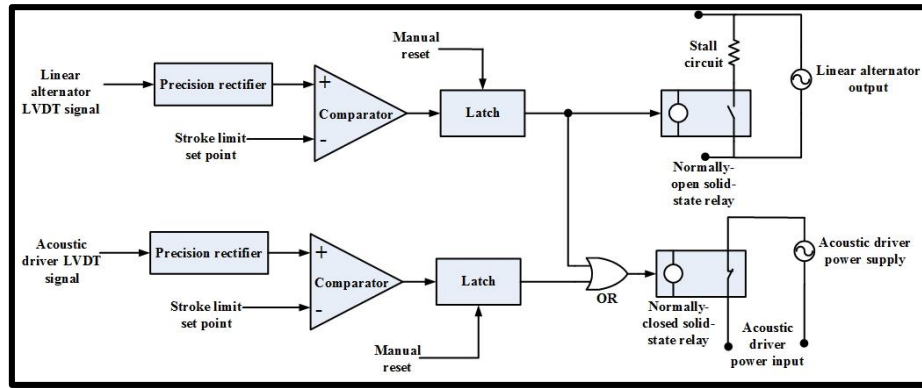 Linear
alternator
LVDT signal
Precision rectifier
Stroke limit
set point
+
-
Comparator
Manual
reset
Latch
Stall
circuit
Linear alternator
output
Normally-
open solid-
state relay
Acoustic
driver LVDT
signal
Precision rectifier
Stroke limit
set point
+
-
Comparator
Latch
Manual
reset
OR
Normally-
closed solid-
state relay
Acoustic driver
power supply
Acoustic
driver
power input